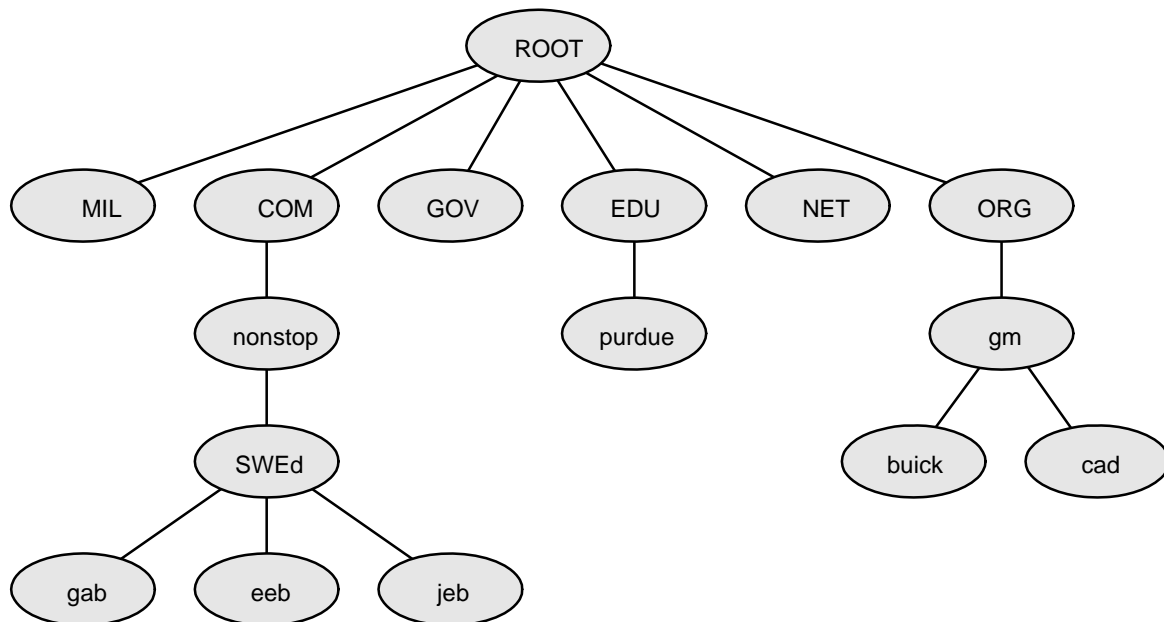 ROOT
MIL COM GOV EDU NET ORG
nonstop purdue gm
SWEd buick cad
gab eeb jeb